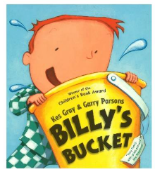 Winner of the
Children's Book Award
Kes Gray & Garry Parsons
BILLY'S
BUCKET